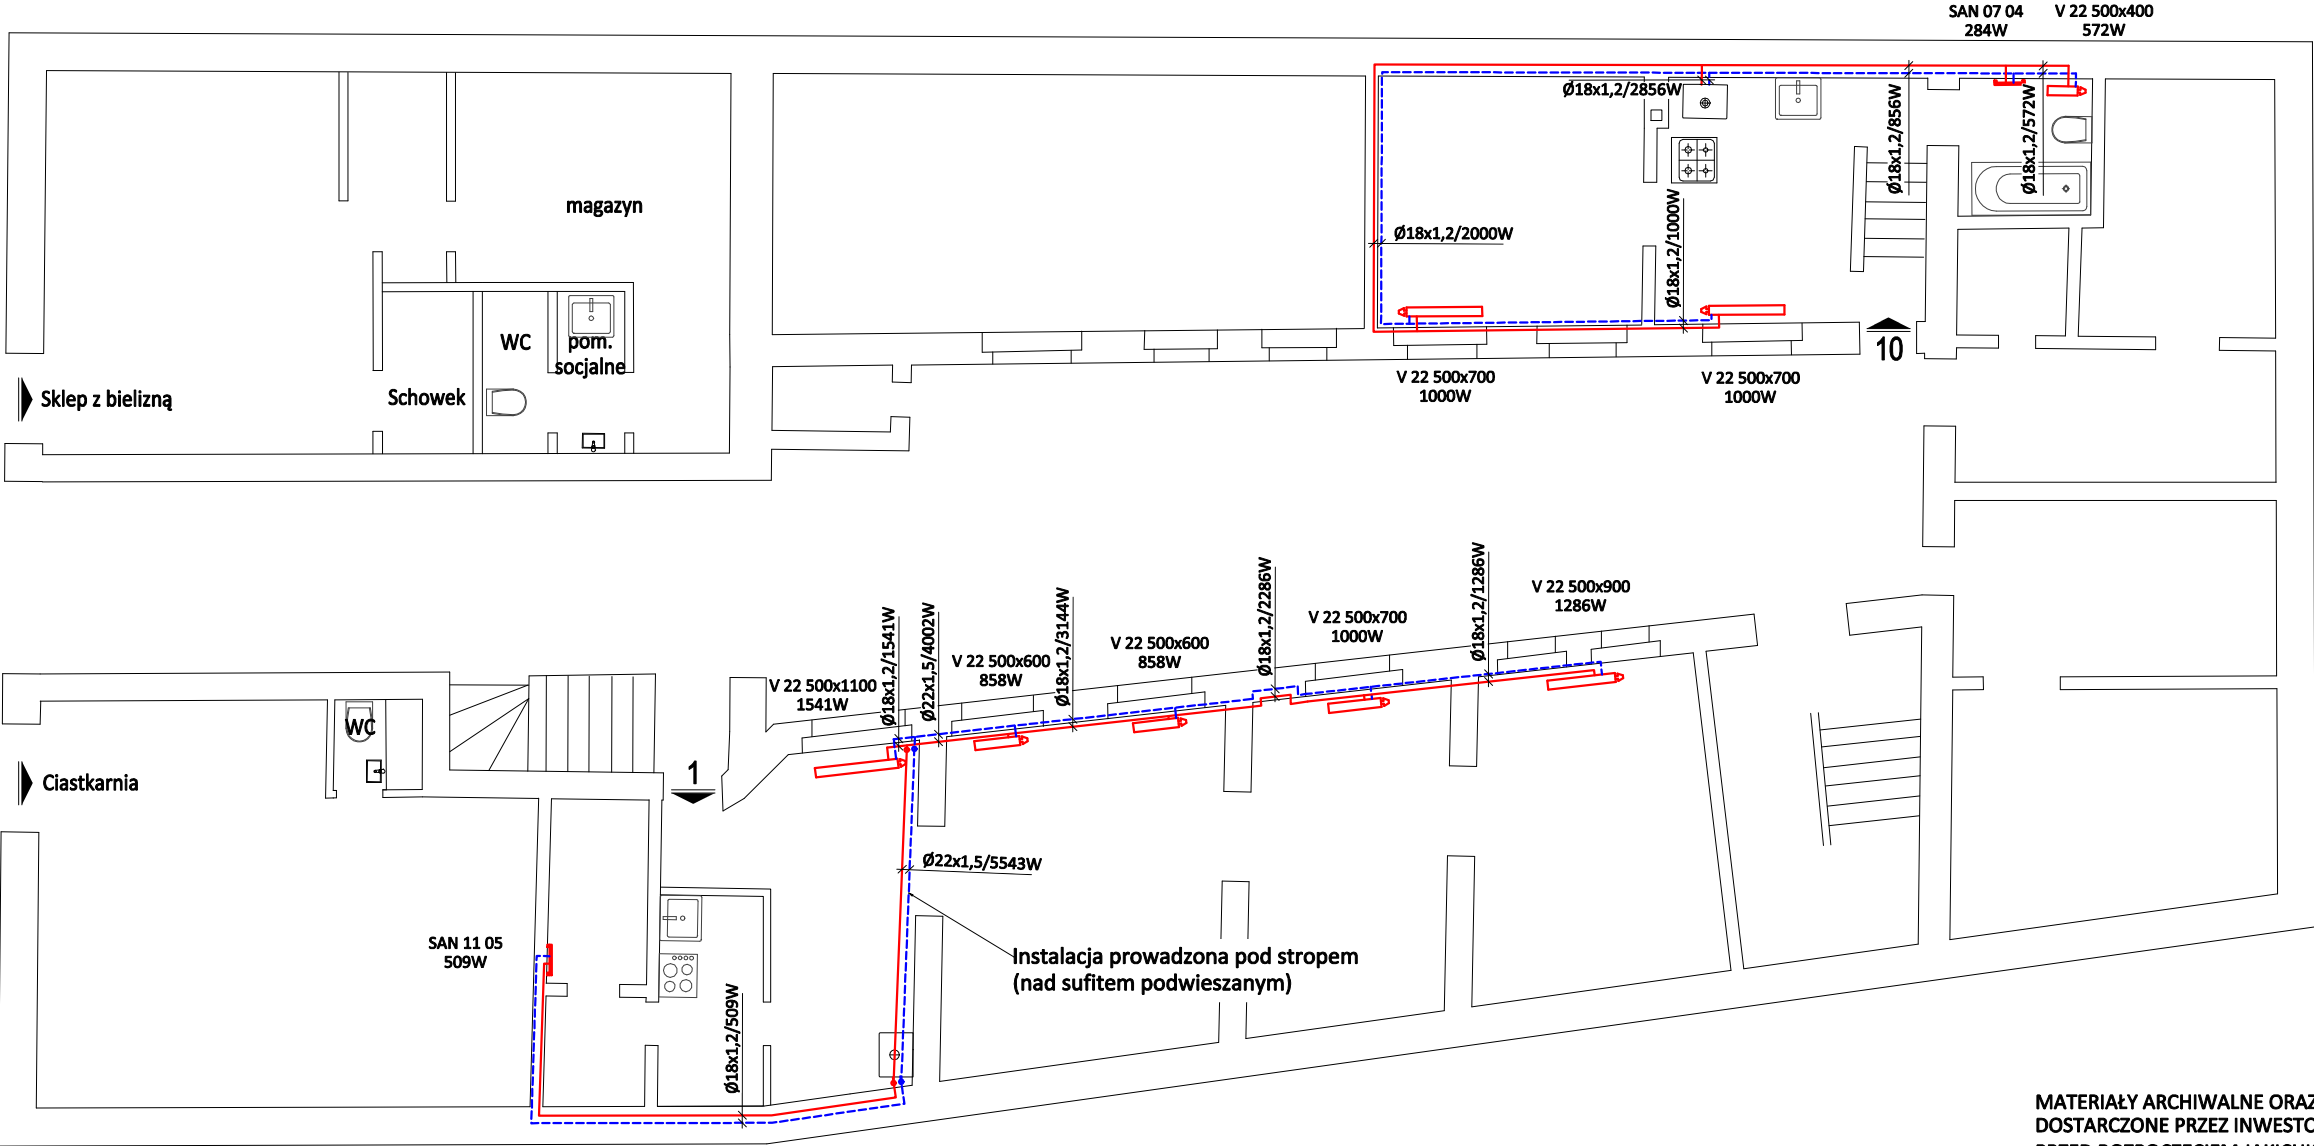 SAN 07 04
284W
V 22 500x400
572W
Ø18x1,2/2856W
Ø18x1,2/856W
Ø18x1,2/572W
magazyn
Ø18x1,2/2000W
Ø18x1,2/1000W
WC
pom.
socjalne
Schowek
Sklep z bielizną
10
V 22 500x700
1000W
V 22 500x700
1000W
Ø18x1,2/1541W
Ø22x1,5/4002W
Ø18x1,2/3144W
Ø18x1,2/2286W
Ø18x1,2/1286W
V 22 500x900
1286W
V 22 500x700
1000W
V 22 500x600
858W
V 22 500x600
858W
V 22 500x1100
1541W
WC
Ciastkarnia
1
Ø22x1,5/5543W
SAN 11 05
509W
Instalacja prowadzona pod stropem
(nad sufitem podwieszanym)
Ø18x1,2/509W
MATERIAŁY ARCHIWALNE ORAZ
DOSTARCZONE PRZEZ INWESTO